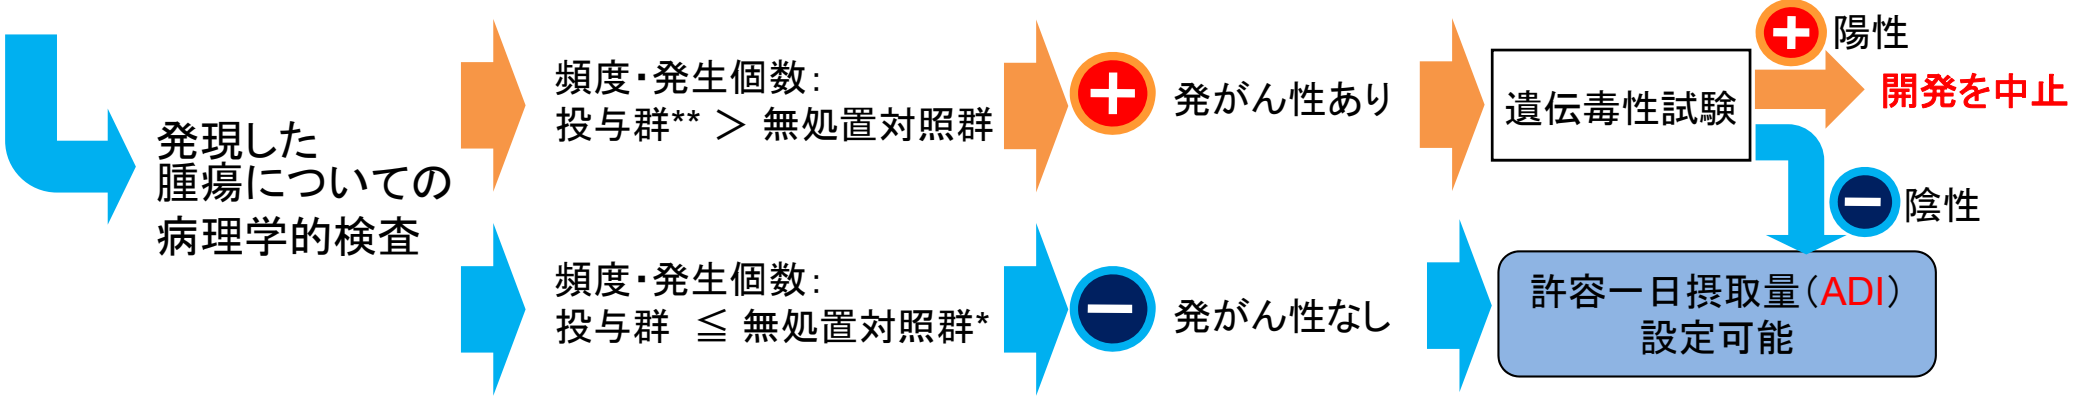 発現した
腫瘍についての
病理学的検査
頻度・発生個数：
投与群** ＞ 無処置対照群
発がん性あり
遺伝毒性試験
陽性
開発を中止
陰性
頻度・発生個数：
投与群 ≦ 無処置対照群*
発がん性なし
許容一日摂取量（ADI）
設定可能